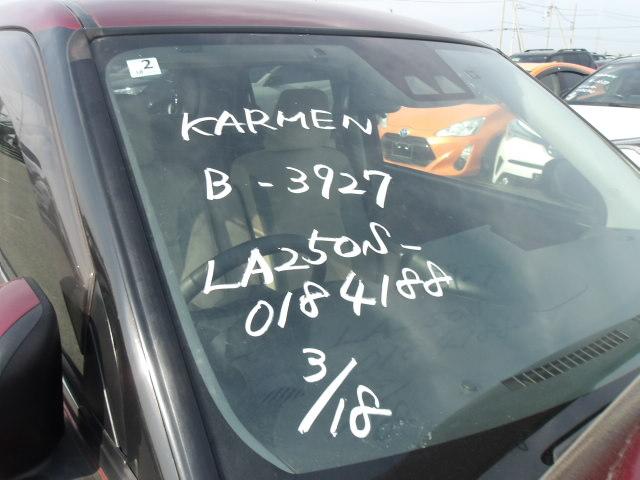 2
KARMEN
B-3927
LA250S-
0184188
3/18